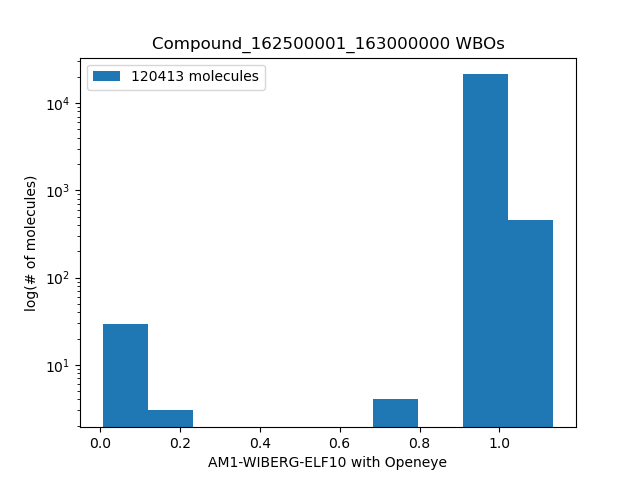 Compound_162500001_163000000 WBOs
120413 molecules
log(# of molecules)
10⁴
10³
10²
10¹
0.0 0.2 0.4 0.6 0.8 1.0
AM1-WIBERG-ELF10 with Openeye